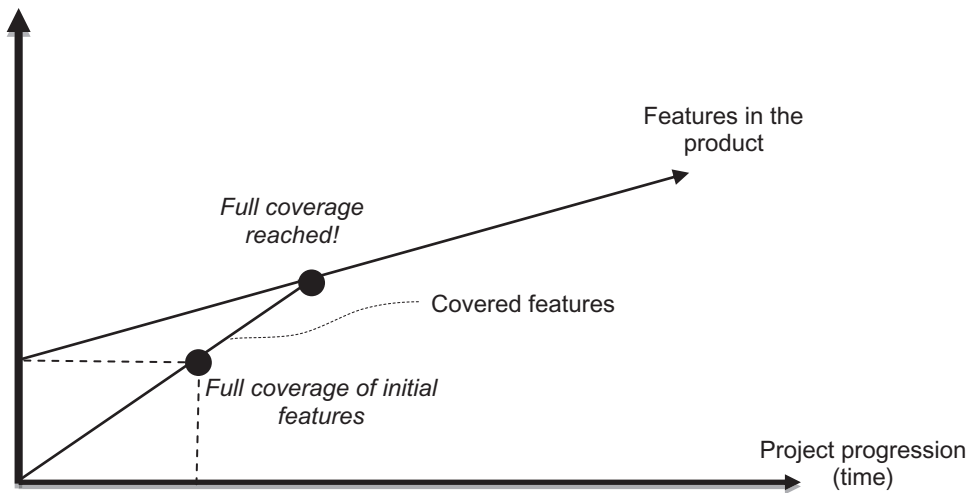 Features in the
product
Full coverage
reached!
Covered features
Full coverage of initial
features
Project progression
(time)